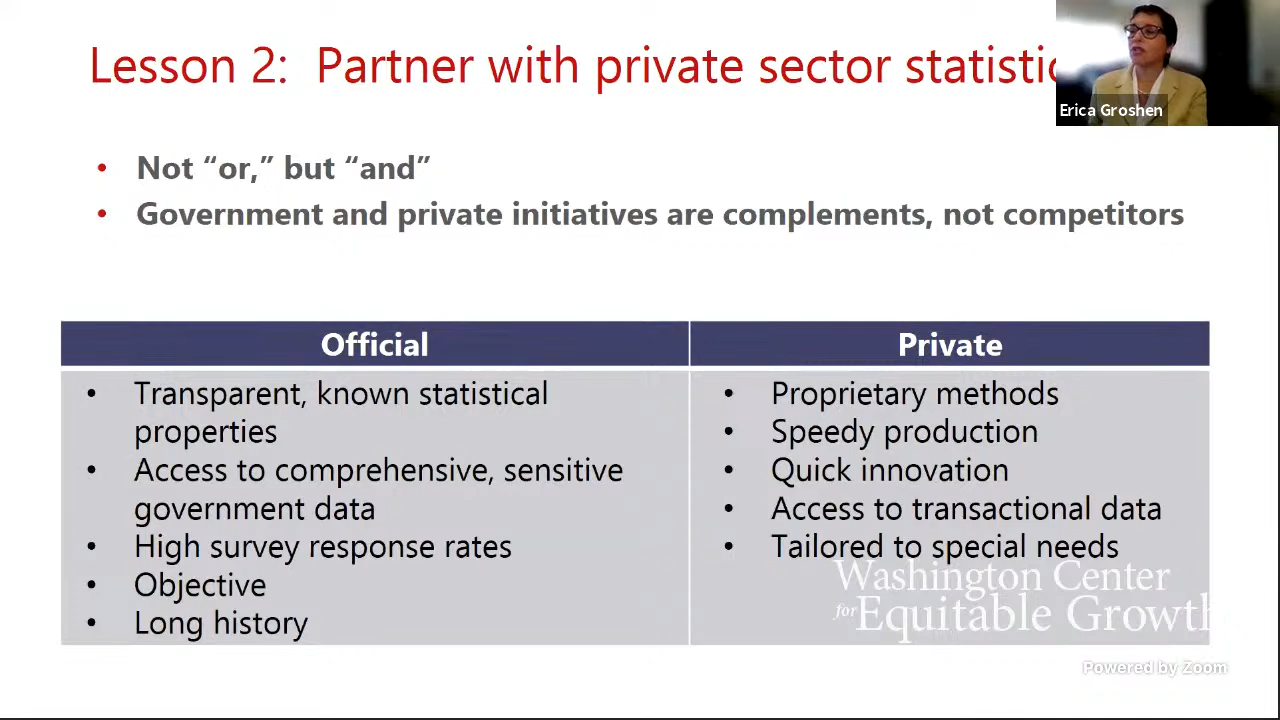 Lesson 2: Partner with private sector statistic
Erica Groshen
• Not “or,” but “and”
• Government and private initiatives are complements, not competitors
Official
• Transparent, known statistical
properties
• Access to comprehensive, sensitive
government data
• High survey response rates
• Objective
• Long history
Private
• Proprietary methods
• Speedy production
• Quick innovation
• Access to transactional data
• Tailored to special needs
Washington Center
for Equitable Growth
Powered by Zoom